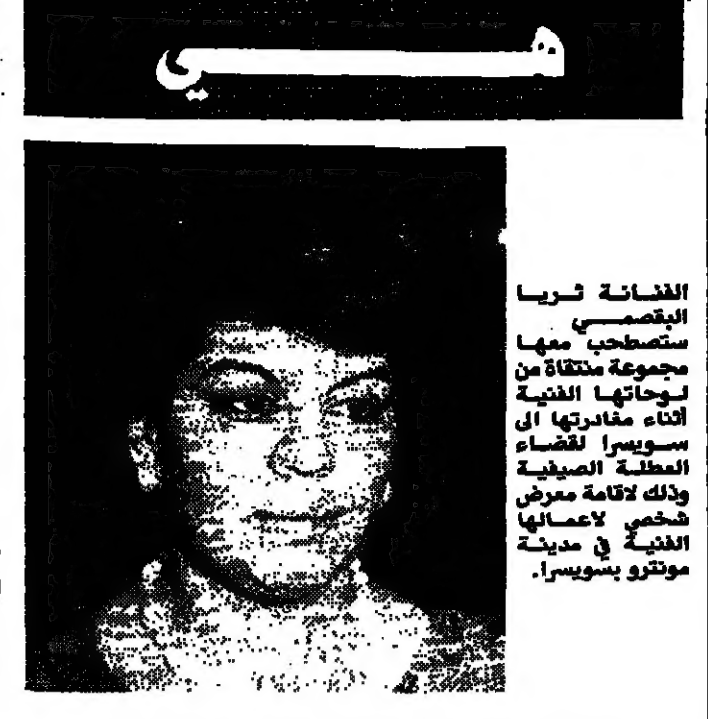 هي
الفنانة ثريا
البقصمي
ستصطحب معها
مجموعة منتقاة من
لوحاتها الفنية
أثناء مغادرتها الى
سويسرا لقضاء
العطلة الصيفية
وذلك لاقامة معرض
شخصي لاعمالها
الفنية في مدينة
مونترو بسويسرا.